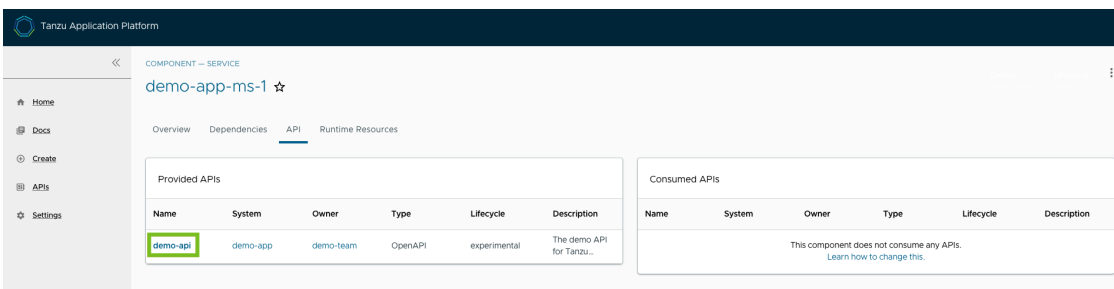 Tanzu Application Platform
Home
Docs
Create
APIs
Settings
COMPONENT — SERVICE
demo-app-ms-1
Overview Dependencies API Runtime Resources
Provided APIs
Name System Owner Type Lifecycle Description
demo-api demo-app demo-team OpenAPI experimental The demo API
for Tanzu...
Consumed APIs
Name System Owner Type Lifecycle Description
This component does not consume any APIs.
Learn how to change this.